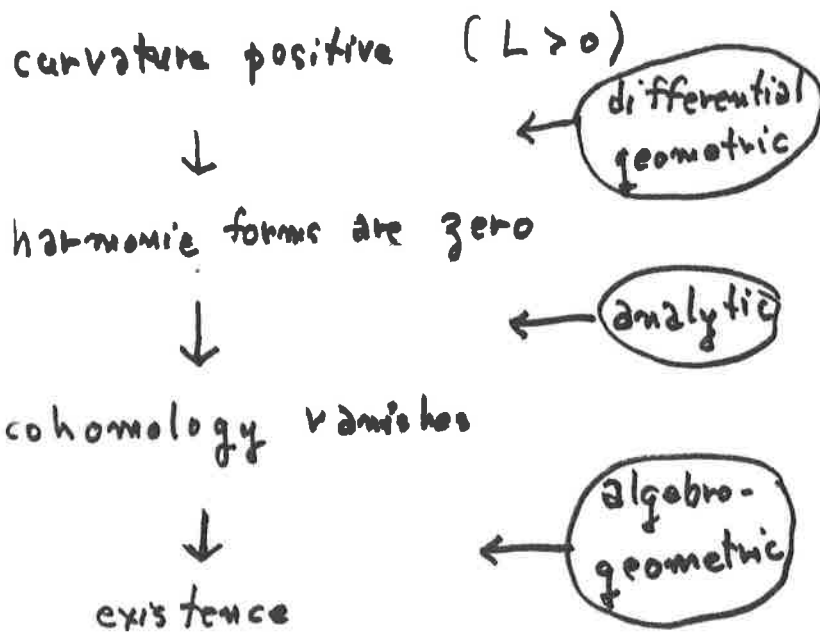 curvature positive (L > 0)
differential
geometric
harmonic forms are zero
analytic
cohomology vanishes
algebro-
geometric
existence